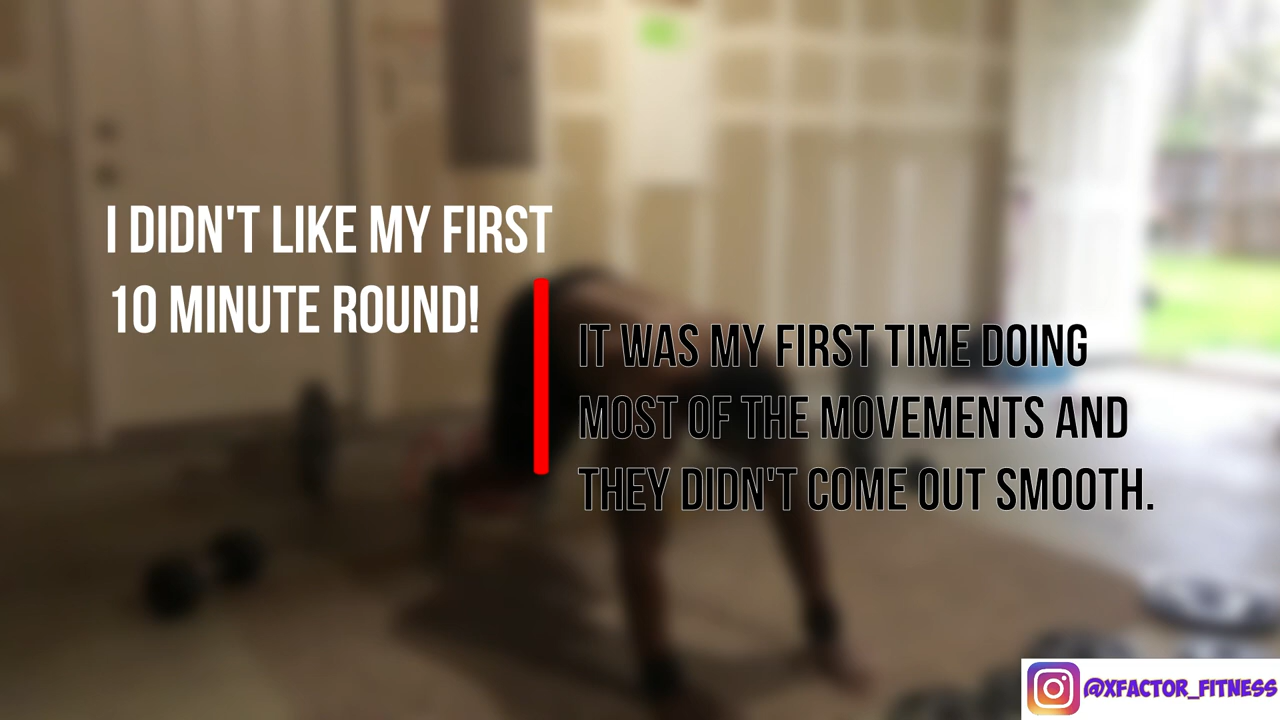 I DIDN'T LIKE MY FIRST
10 MINUTE ROUND!
IT WAS MY FIRST TIME DOING
MOST OF THE MOVEMENTS AND
THEY DIDN'T COME OUT SMOOTH.
@XFACTOR_FITNESS